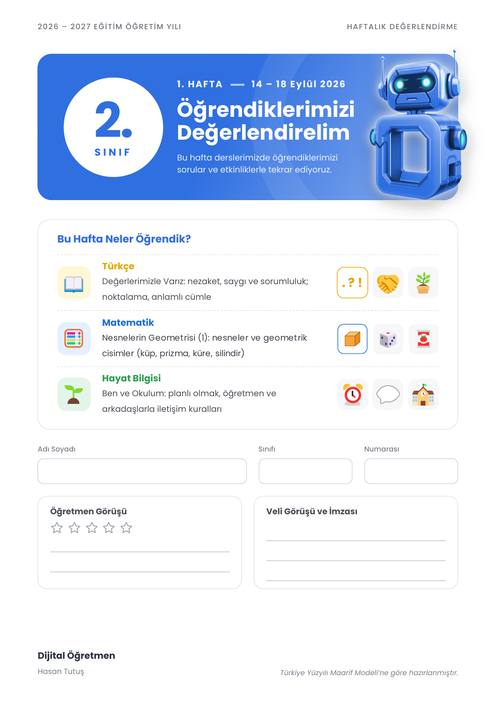 2026 – 2027 EĞİTİM ÖĞRETİM YILI
HAFTALIK DEĞERLENDİRME
2.
SINIF
1. HAFTA — 14 – 18 Eylül 2026
Öğrendiklerimizi
Değerlendirelim
Bu hafta derslerimizde öğrendiklerimizi
sorular ve etkinliklerle tekrar ediyoruz.
Bu Hafta Neler Öğrendik?
Türkçe
Değerlerimizle Varız: nezaket, saygı ve sorumluluk;
noktalama, anlamlı cümle
. ? !
Matematik
Nesnelerin Geometrisi (1): nesneler ve geometrik
cisimler (küp, prizma, küre, silindir)
Hayat Bilgisi
Ben ve Okulum: planlı olmak, öğretmen ve
arkadaşlarla iletişim kuralları
Adı Soyadı
Sınıfı
Numarası
Öğretmen Görüşü
Veli Görüşü ve İmzası
Dijital Öğretmen
Hasan Tutuş
Türkiye Yüzyılı Maarif Modeli'ne göre hazırlanmıştır.